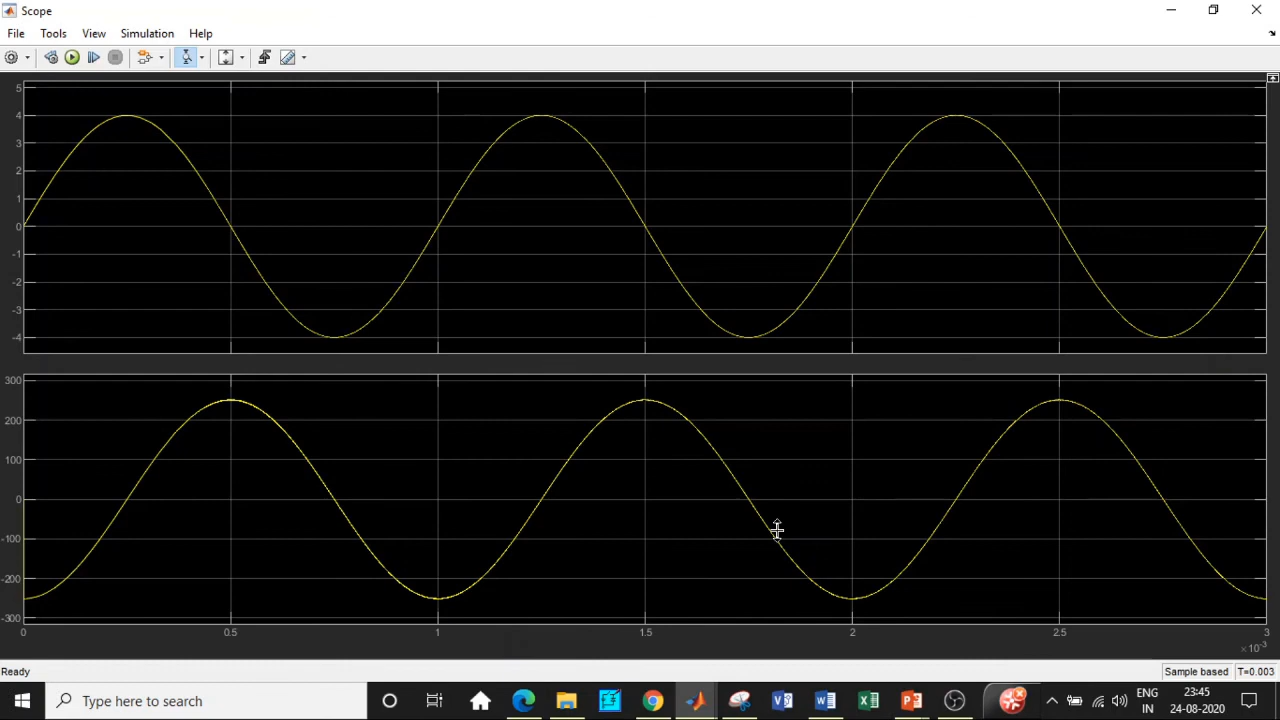 Scope
File Tools View Simulation Help
5
4
3
2
1
0
-1
-2
-3
-4
300
200
100
0
-100
-200
-300
0 0.5 1 1.5 2 2.5 3
×10-3
Ready Sample based T=0.003
Type here to search
ENG 23:45
IN 24-08-2020